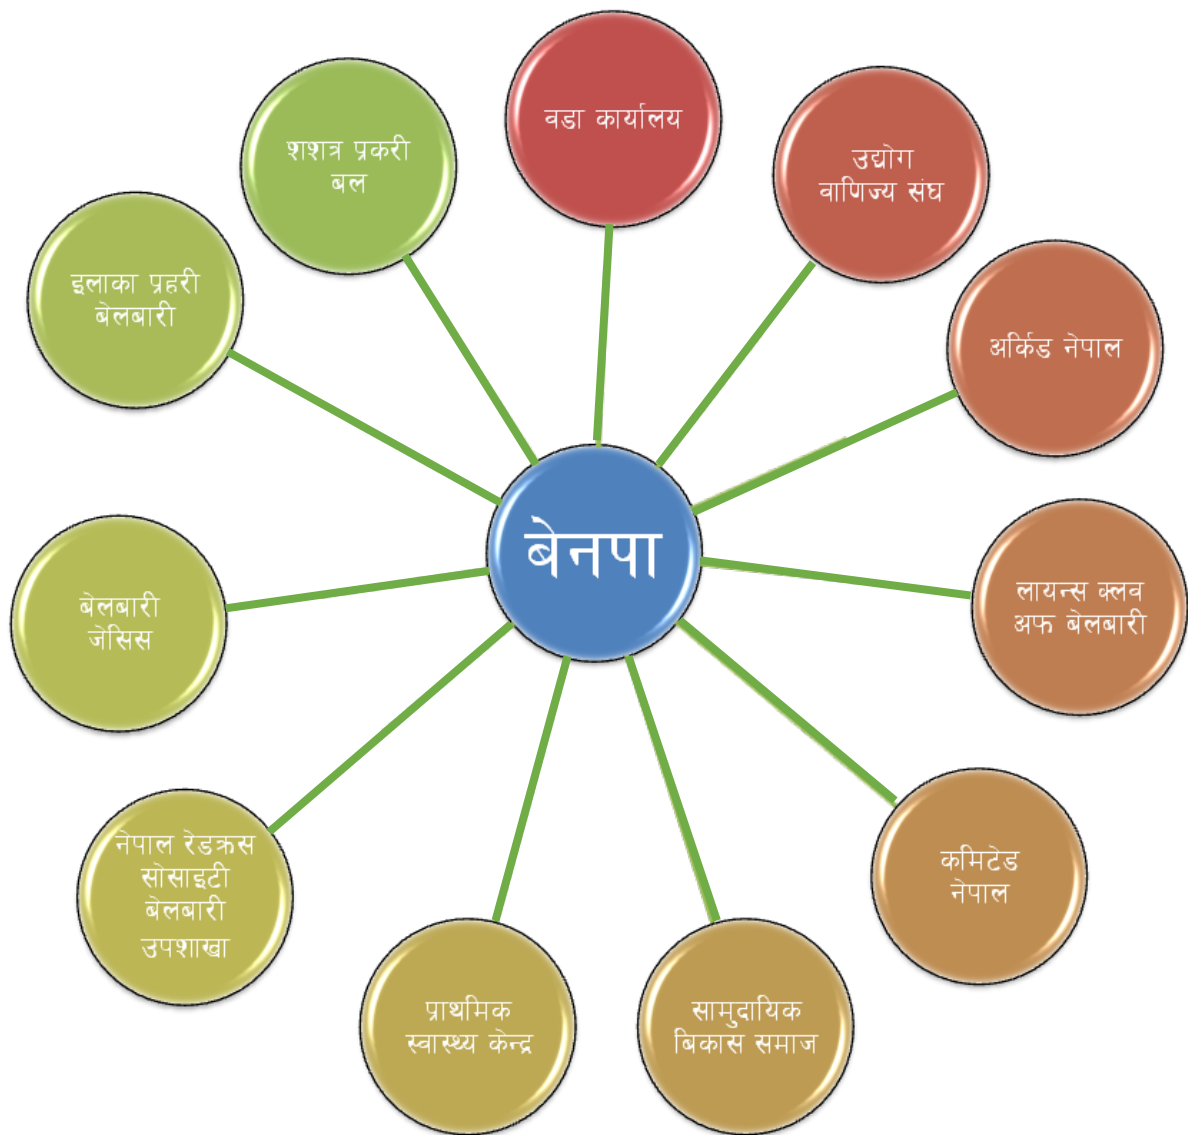 वडा कार्यालय
उद्योग
वाणिज्य संघ
अर्किड नेपाल
लायन्स क्लव
अफ बेलबारी
कमिटेड
नेपाल
सामुदायिक
बिकास समाज
प्राथमिक
स्वास्थ्य केन्द्र
नेपाल रेडक्रस
सोसाइटी
बेलबारी
उपशाखा
बेलबारी
जेसिस
इलाका प्रहरी
बेलबारी
शशत्र प्रकरी
बल
बेनपा